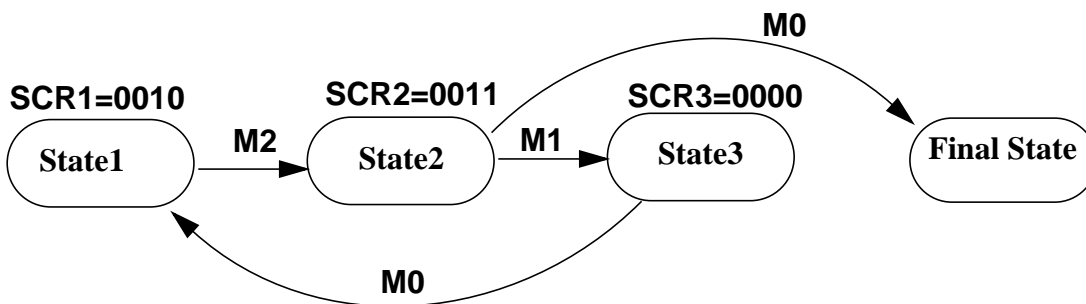 M0
SCR1=0010
SCR2=0011
SCR3=0000
State1
M2
State2
M1
State3
Final State
M0